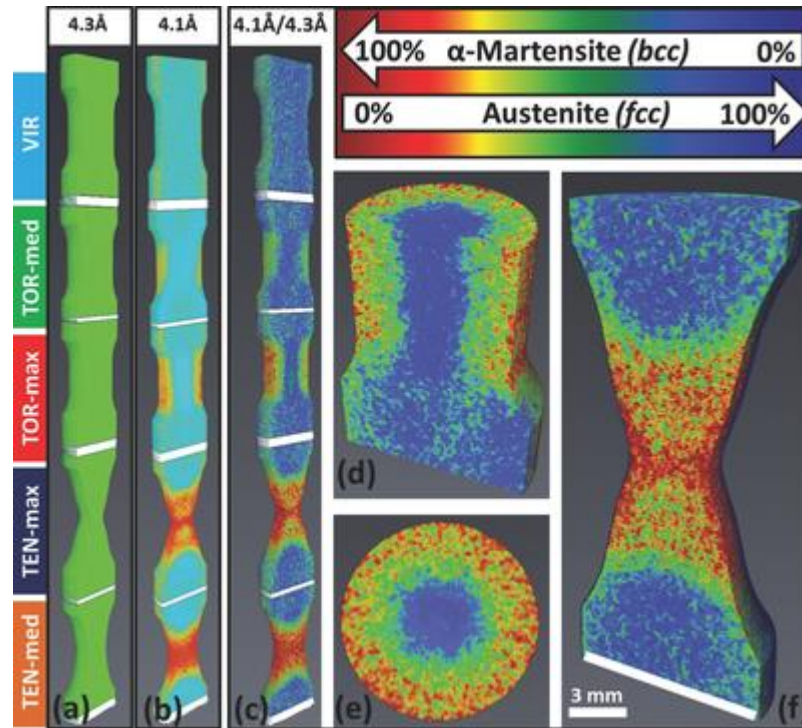 4.3Å
4.1Å
4.1Å/4.3Å
100% α-Martensite (bcc) 0%
0% Austenite (fcc) 100%
VIR
TOR-med
TOR-max
TEN-max
TEN-med
(a)
(b)
(c)
(d)
(e)
(f)
3 mm